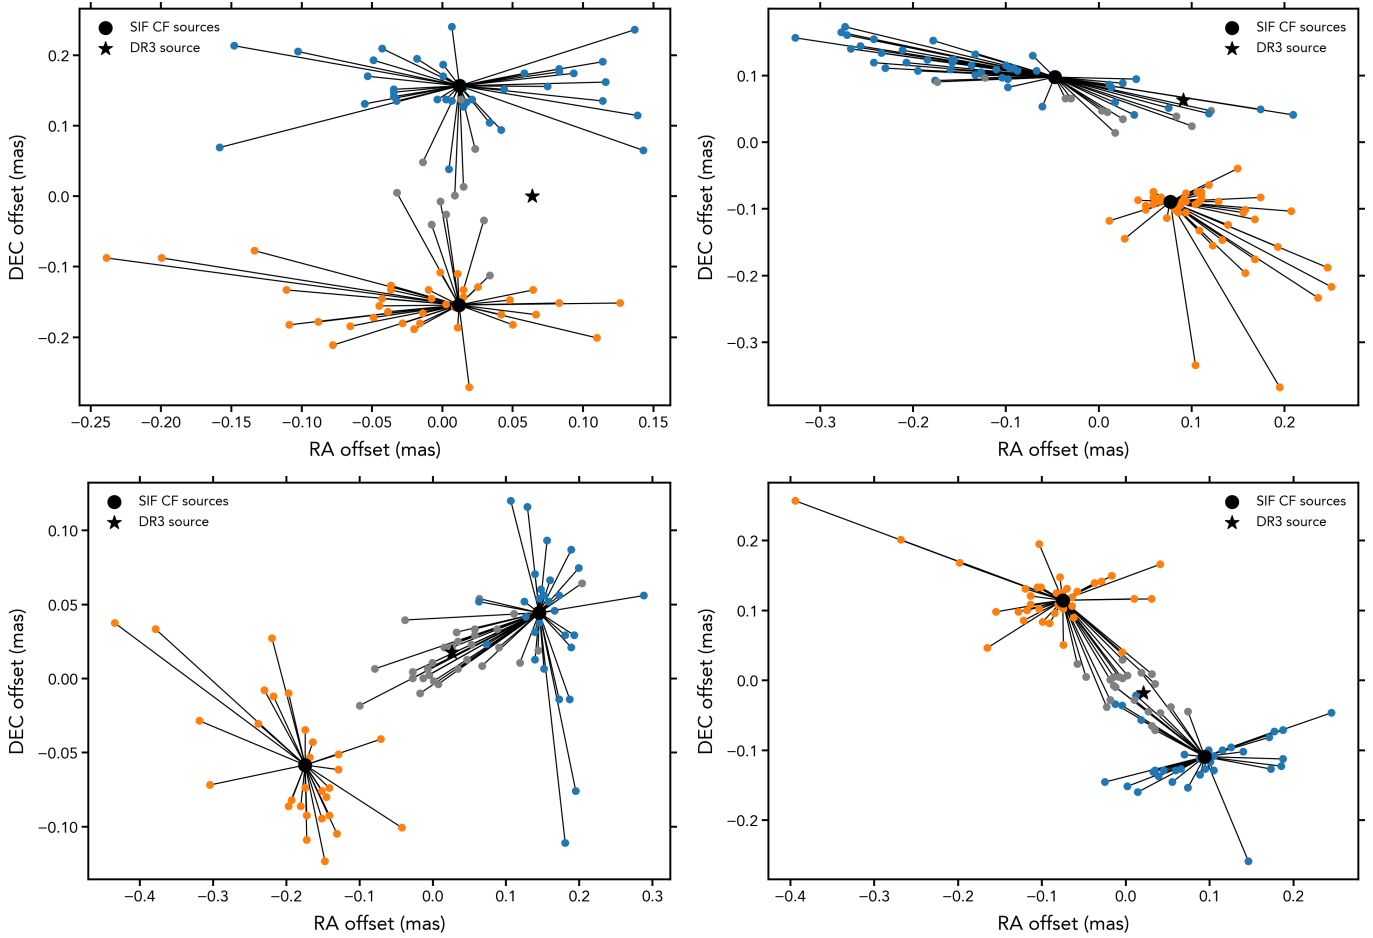 SIF CF sources
DR3 source
0.2
0.1
0.0
−0.1
−0.2
DEC offset (mas)
−0.25 −0.20 −0.15 −0.10 −0.05 0.00 0.05 0.10 0.15
RA offset (mas)
SIF CF sources
DR3 source
0.1
0.0
−0.1
−0.2
−0.3
DEC offset (mas)
−0.3 −0.2 −0.1 0.0 0.1 0.2
RA offset (mas)
SIF CF sources
DR3 source
0.10
0.05
0.00
−0.05
−0.10
DEC offset (mas)
−0.4 −0.3 −0.2 −0.1 0.0 0.1 0.2 0.3
RA offset (mas)
SIF CF sources
DR3 source
0.2
0.1
0.0
−0.1
−0.2
DEC offset (mas)
−0.4 −0.3 −0.2 −0.1 0.0 0.1 0.2
RA offset (mas)